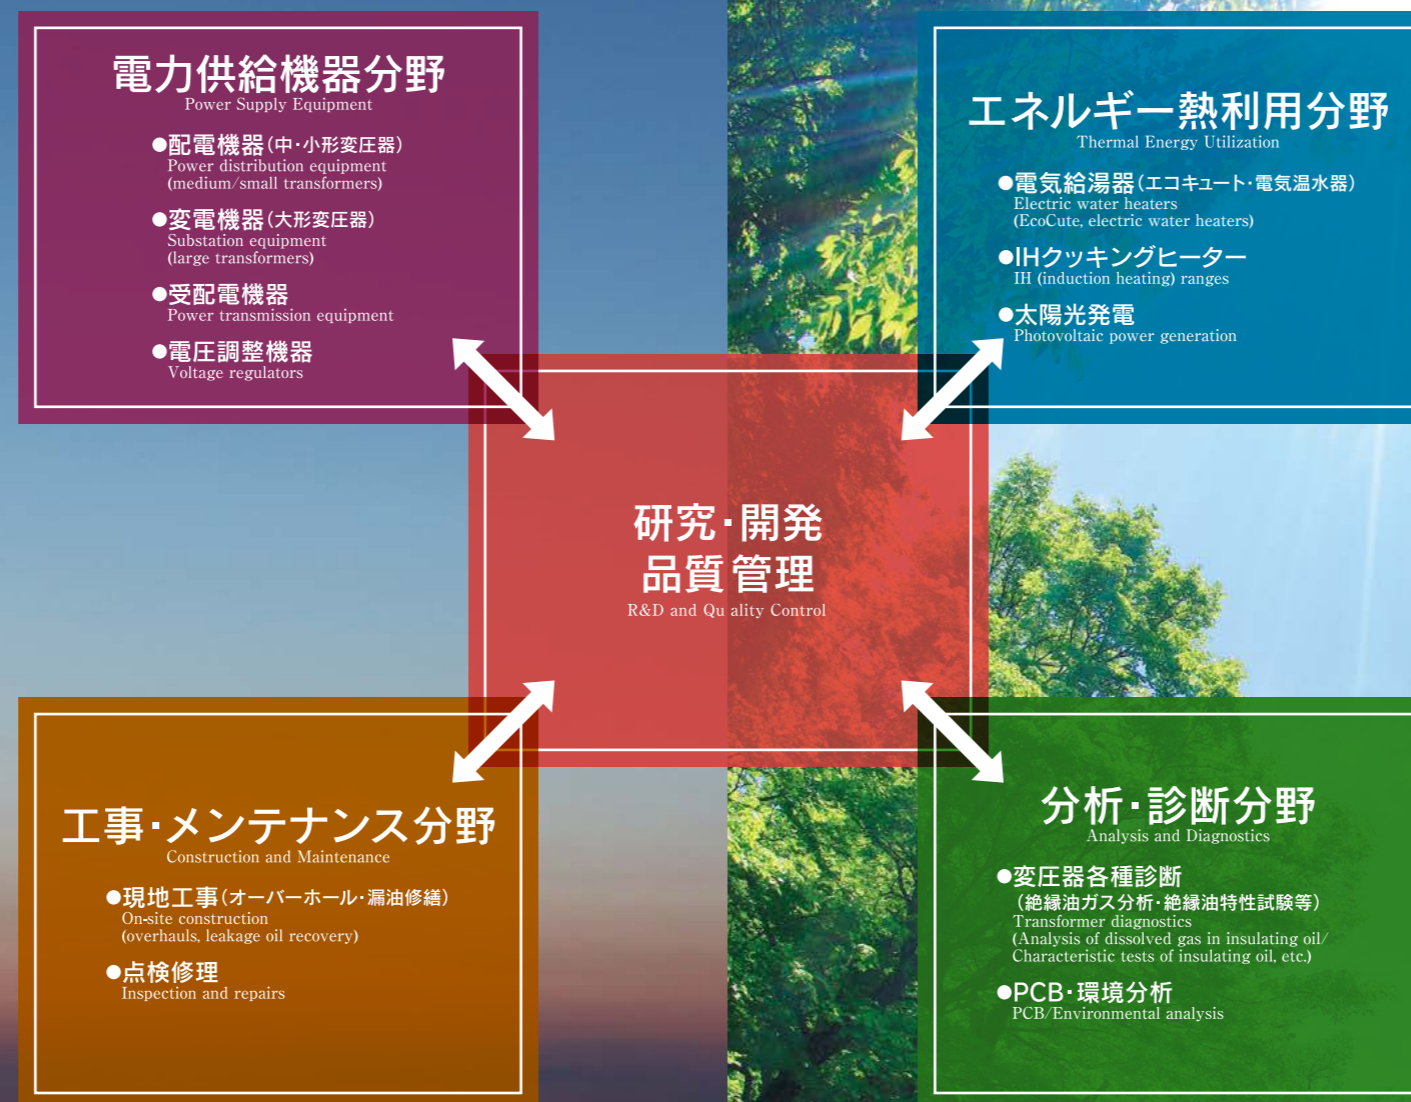 電力供給機器分野
Power Supply Equipment
●配電機器(中・小形変圧器)
Power distribution equipment
(medium/small transformers)
●変電機器(大形変圧器)
Substation equipment
(large transformers)
●受配電機器
Power transmission equipment
●電圧調整機器
Voltage regulators
エネルギー熱利用分野
Thermal Energy Utilization
●電気給湯器(エコキュート・電気温水器)
Electric water heaters
(EcoCute, electric water heaters)
●IHクッキングヒーター
IH (induction heating) ranges
●太陽光発電
Photovoltaic power generation
研究・開発
品質管理
R&D and Qu ality Control
工事・メンテナンス分野
Construction and Maintenance
●現地工事(オーバーホール・漏油修繕)
On-site construction
(overhauls, leakage oil recovery)
●点検修理
Inspection and repairs
分析・診断分野
Analysis and Diagnostics
●変圧器各種診断
(絶縁油ガス分析・絶縁油特性試験等)
Transformer diagnostics
(Analysis of dissolved gas in insulating oil/
Characteristic tests of insulating oil, etc.)
●PCB・環境分析
PCB/Environmental analysis